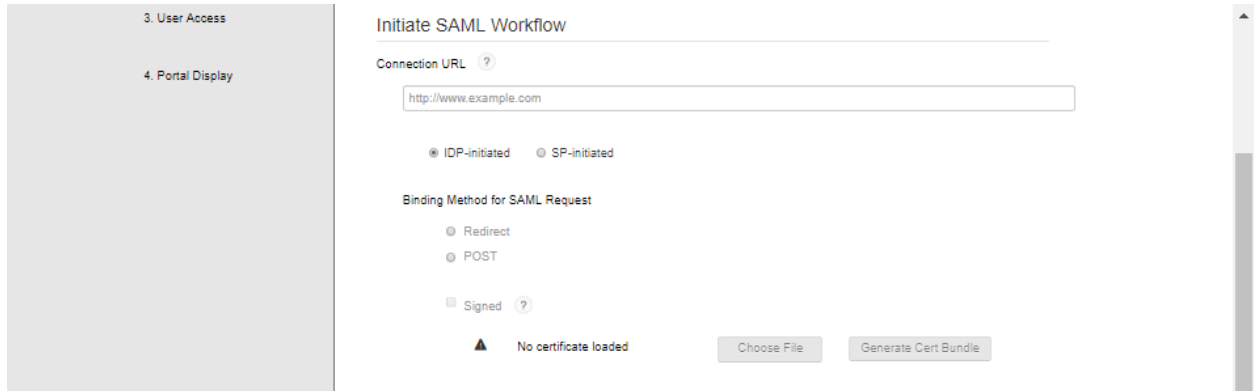 3. User Access
4. Portal Display
Initiate SAML Workflow
Connection URL ?
http://www.example.com
IDP-initiated SP-initiated
Binding Method for SAML Request
Redirect
POST
Signed ?
No certificate loaded Choose File Generate Cert Bundle